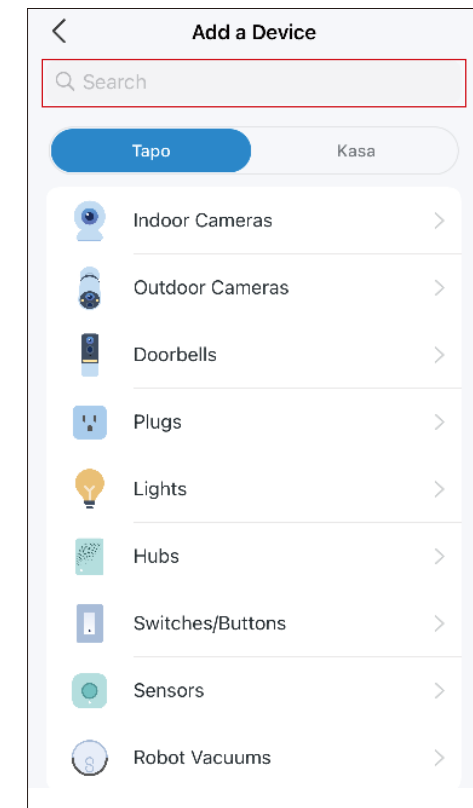 Add a Device
Search
Tapo Kasa
Indoor Cameras
Outdoor Cameras
Doorbells
Plugs
Lights
Hubs
Switches/Buttons
Sensors
Robot Vacuums